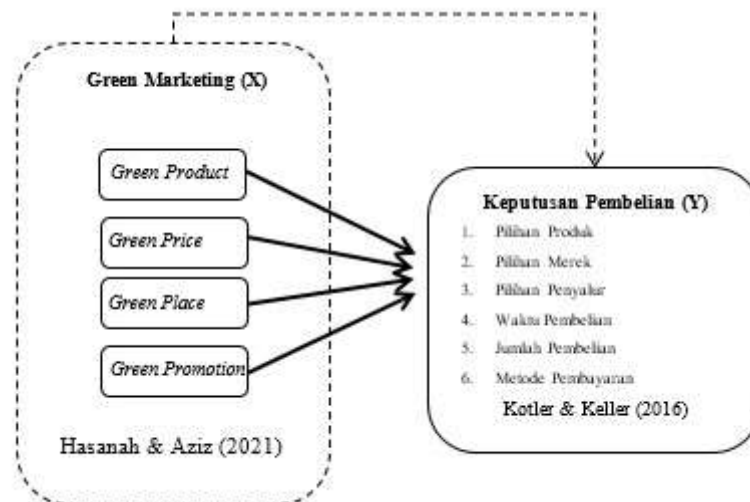 Green Marketing (X)
Green Product
Green Price
Green Place
Green Promotion
Hasanah & Aziz (2021)
Keputusan Pembelian (Y)
1. Pilihan Produk
2. Pilihan Merek
3. Pilihan Penyalur
4. Waktu Pembelian
5. Jumlah Pembelian
6. Metode Pembayaran
Kotler & Keller (2016)